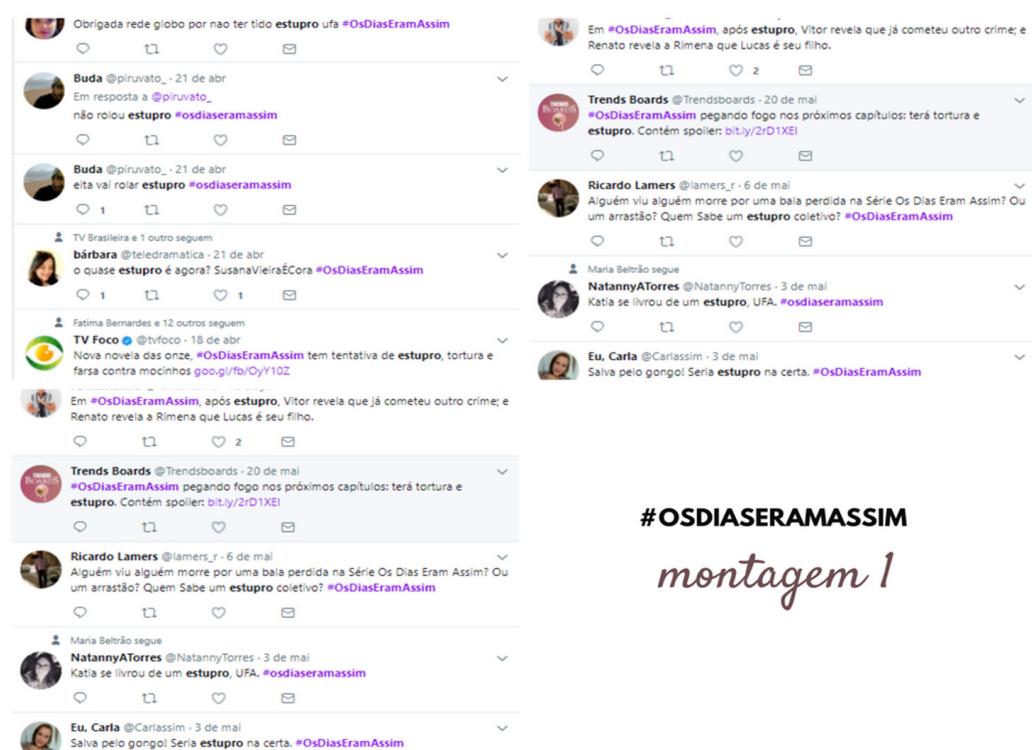 Obrigada rede globo por nao ter tido estupro ufa #OsDiasEramAssim
Buda @piruvato_ · 21 de abr
Em resposta a @piruvato_
não rolou estupro #osdiaseramassim
Buda @piruvato_ · 21 de abr
eita vai rolar estupro #osdiaseramassim
1
TV Brasileira e 1 outro seguem
bárbara @teledramatica · 21 de abr
o quase estupro é agora? SusanaVieiraÉCora #OsDiasEramAssim
1 1
Fatima Bernardes e 12 outros seguem
TV Foco @tvfoco · 18 de abr
Nova novela das onze, #OsDiasEramAssim tem tentativa de estupro, tortura e
farsa contra mocinhos goo.gl/fb/OyY10Z
Em #OsDiasEramAssim, após estupro, Vitor revela que já cometeu outro crime; e
Renato revela a Rimena que Lucas é seu filho.
2
Trends Boards @Trendsboards · 20 de mai
#OsDiasEramAssim pegando fogo nos próximos capítulos: terá tortura e
estupro. Contém spoiler: bit.ly/2rD1XEI
Ricardo Lamers @lamers_r · 6 de mai
Alguém viu alguém morre por uma bala perdida na Série Os Dias Eram Assim? Ou
um arrastão? Quem Sabe um estupro coletivo? #OsDiasEramAssim
Maria Beltrão segue
NatannyATorres @NatannyTorres · 3 de mai
Katia se livrou de um estupro, UFA. #osdiaseramassim
Eu, Carla @Carlassim · 3 de mai
Salva pelo gongo! Seria estupro na certa. #OsDiasEramAssim
Em #OsDiasEramAssim, após estupro, Vitor revela que já cometeu outro crime; e
Renato revela a Rimena que Lucas é seu filho.
2
Trends Boards @Trendsboards · 20 de mai
#OsDiasEramAssim pegando fogo nos próximos capítulos: terá tortura e
estupro. Contém spoiler: bit.ly/2rD1XEI
Ricardo Lamers @lamers_r · 6 de mai
Alguém viu alguém morre por uma bala perdida na Série Os Dias Eram Assim? Ou
um arrastão? Quem Sabe um estupro coletivo? #OsDiasEramAssim
Maria Beltrão segue
NatannyATorres @NatannyTorres · 3 de mai
Katia se livrou de um estupro, UFA. #osdiaseramassim
Eu, Carla @Carlassim · 3 de mai
Salva pelo gongo! Seria estupro na certa. #OsDiasEramAssim
#OSDIASERAMASSIM
montagem 1